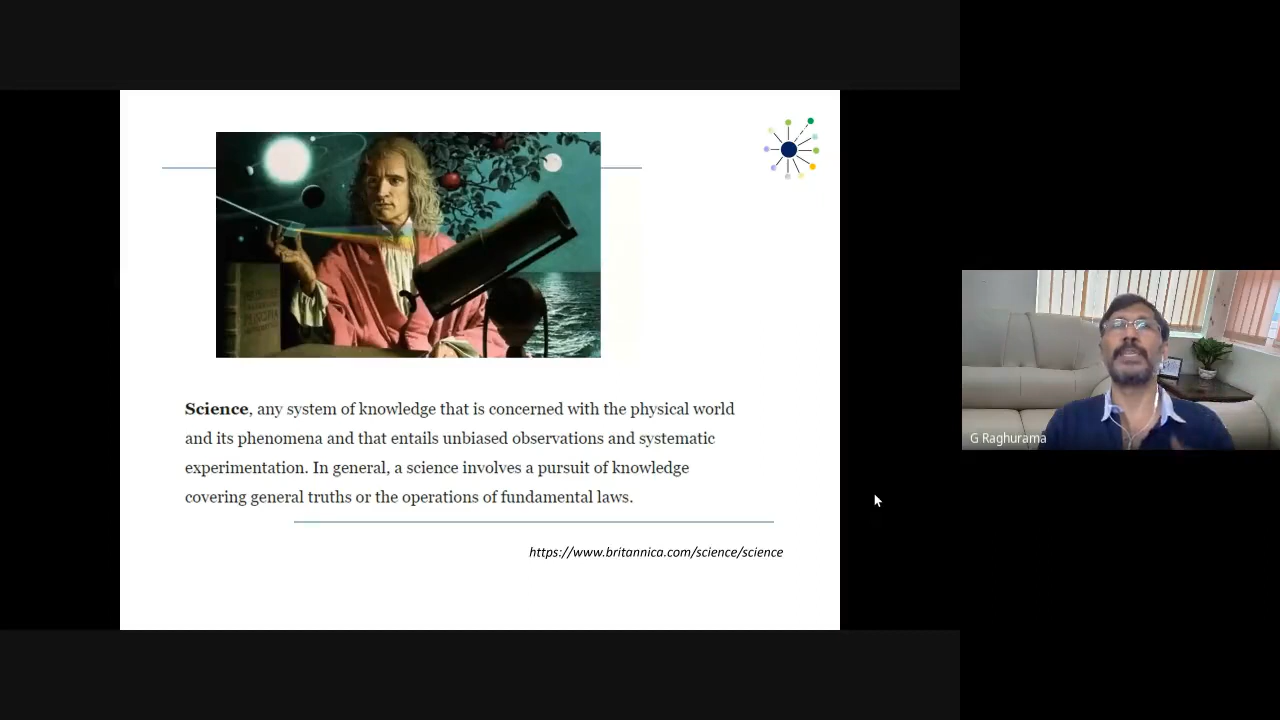 Science, any system of knowledge that is concerned with the physical world
and its phenomena and that entails unbiased observations and systematic
experimentation. In general, a science involves a pursuit of knowledge
covering general truths or the operations of fundamental laws.
https://www.britannica.com/science/science
G Raghurama